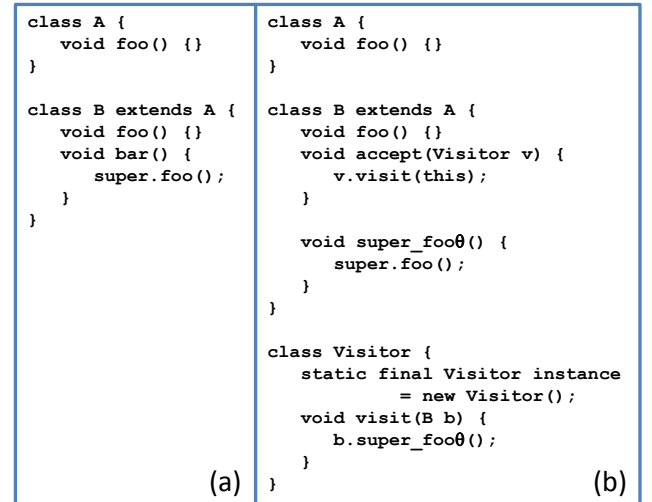 class A {
void foo() {}
}
class B extends A {
void foo() {}
void bar() {
super.foo();
}
}
(a)
class A {
void foo() {}
}
class B extends A {
void foo() {}
void accept(Visitor v) {
v.visit(this);
}
void super_fooθ() {
super.foo();
}
}
class Visitor {
static final Visitor instance
= new Visitor();
void visit(B b) {
b.super_fooθ();
}
}
(b)